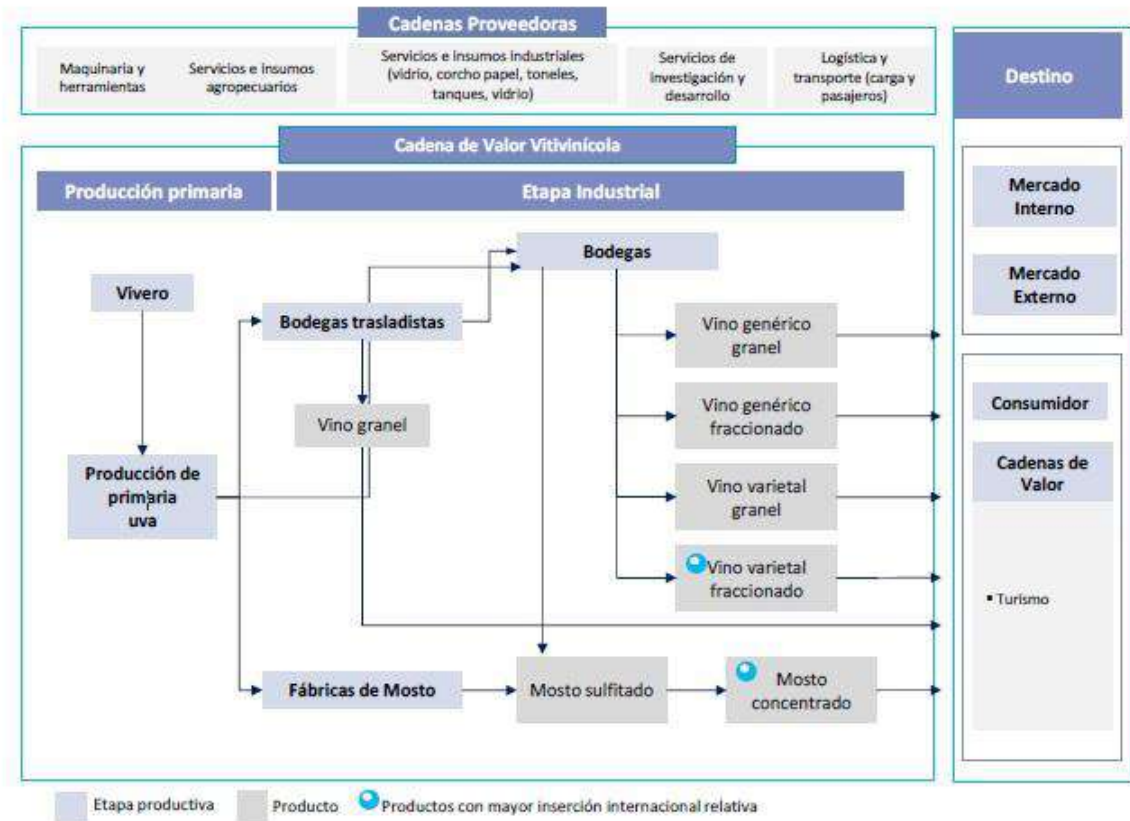 Cadenas Proveedoras
Maquinaria y
herramientas
Servicios e insumos
agropecuarios
Servicios e insumos industriales
(vidrio, corcho papel, toneles,
tanques, vidrio)
Servicios de
investigación y
desarrollo
Logística y
transporte (carga y
pasajeros)
Destino
Cadena de Valor Vitivinícola
Producción primaria
Etapa Industrial
Mercado
Interno
Mercado
Externo
Bodegas
Vivero
Bodegas trasladistas
Vino granel
Producción de
primaria
uva
Vino genérico
granel
Vino genérico
fraccionado
Vino varietal
granel
Vino varietal
fraccionado
Fábricas de Mosto
Mosto sulfitado
Mosto
concentrado
Consumidor
Cadenas de
Valor
▪ Turismo
Etapa productiva
Producto
Productos con mayor inserción internacional relativa